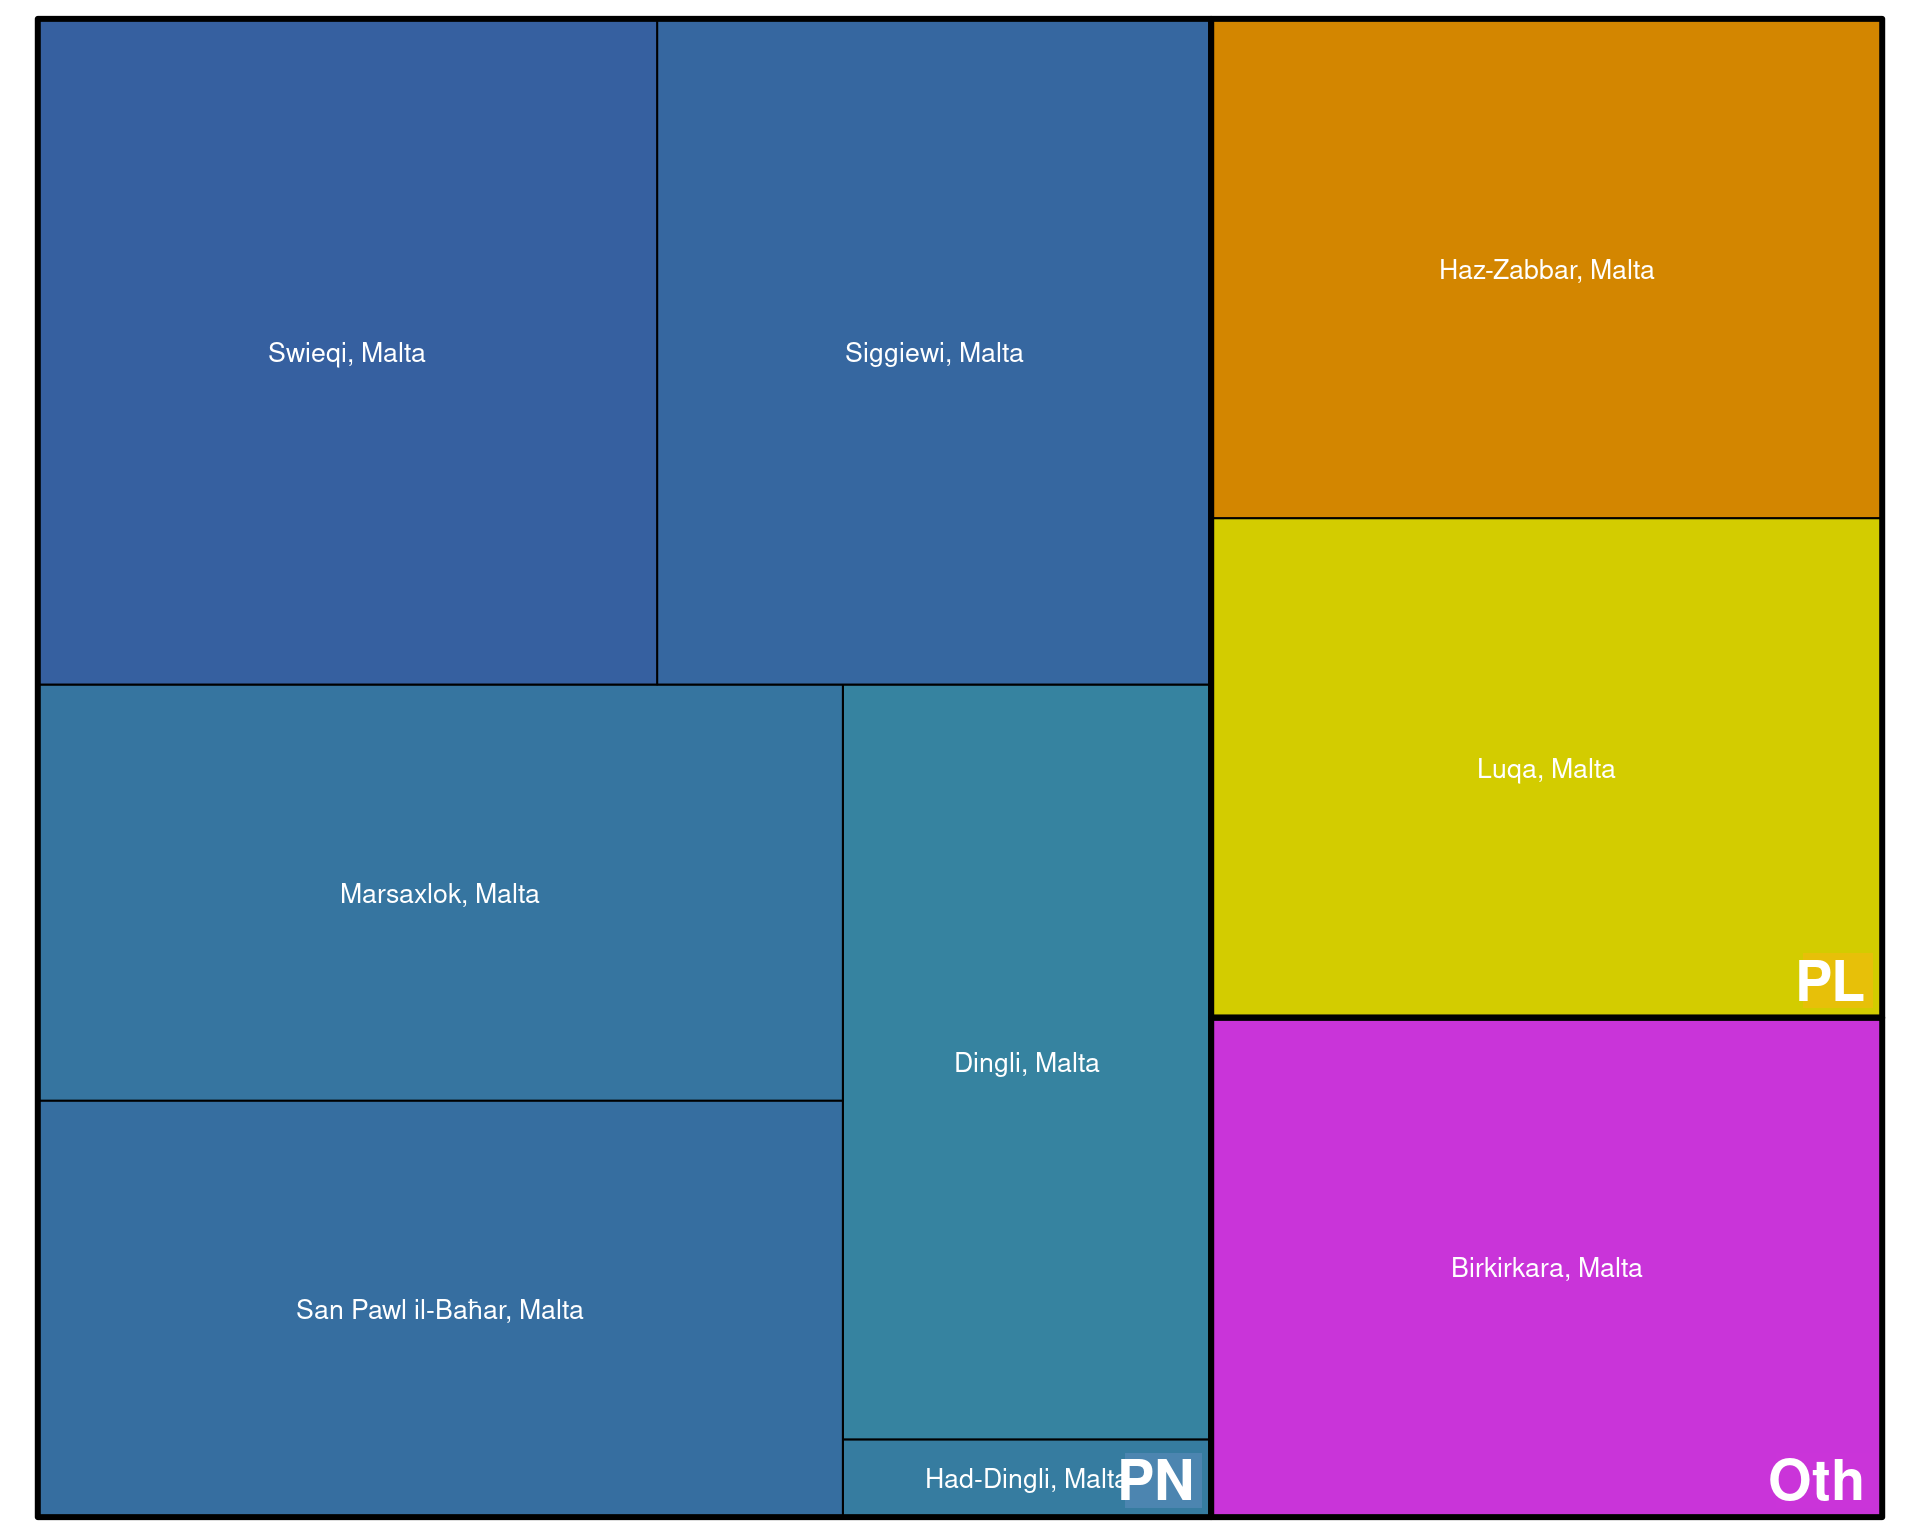 Swieqi, Malta
Siggiewi, Malta
Haz-Zabbar, Malta
Luqa, Malta
PL
Marsaxlok, Malta
Dingli, Malta
San Pawl il-Baħar, Malta
Had-Dingli, Malta
PN
Birkirkara, Malta
Oth